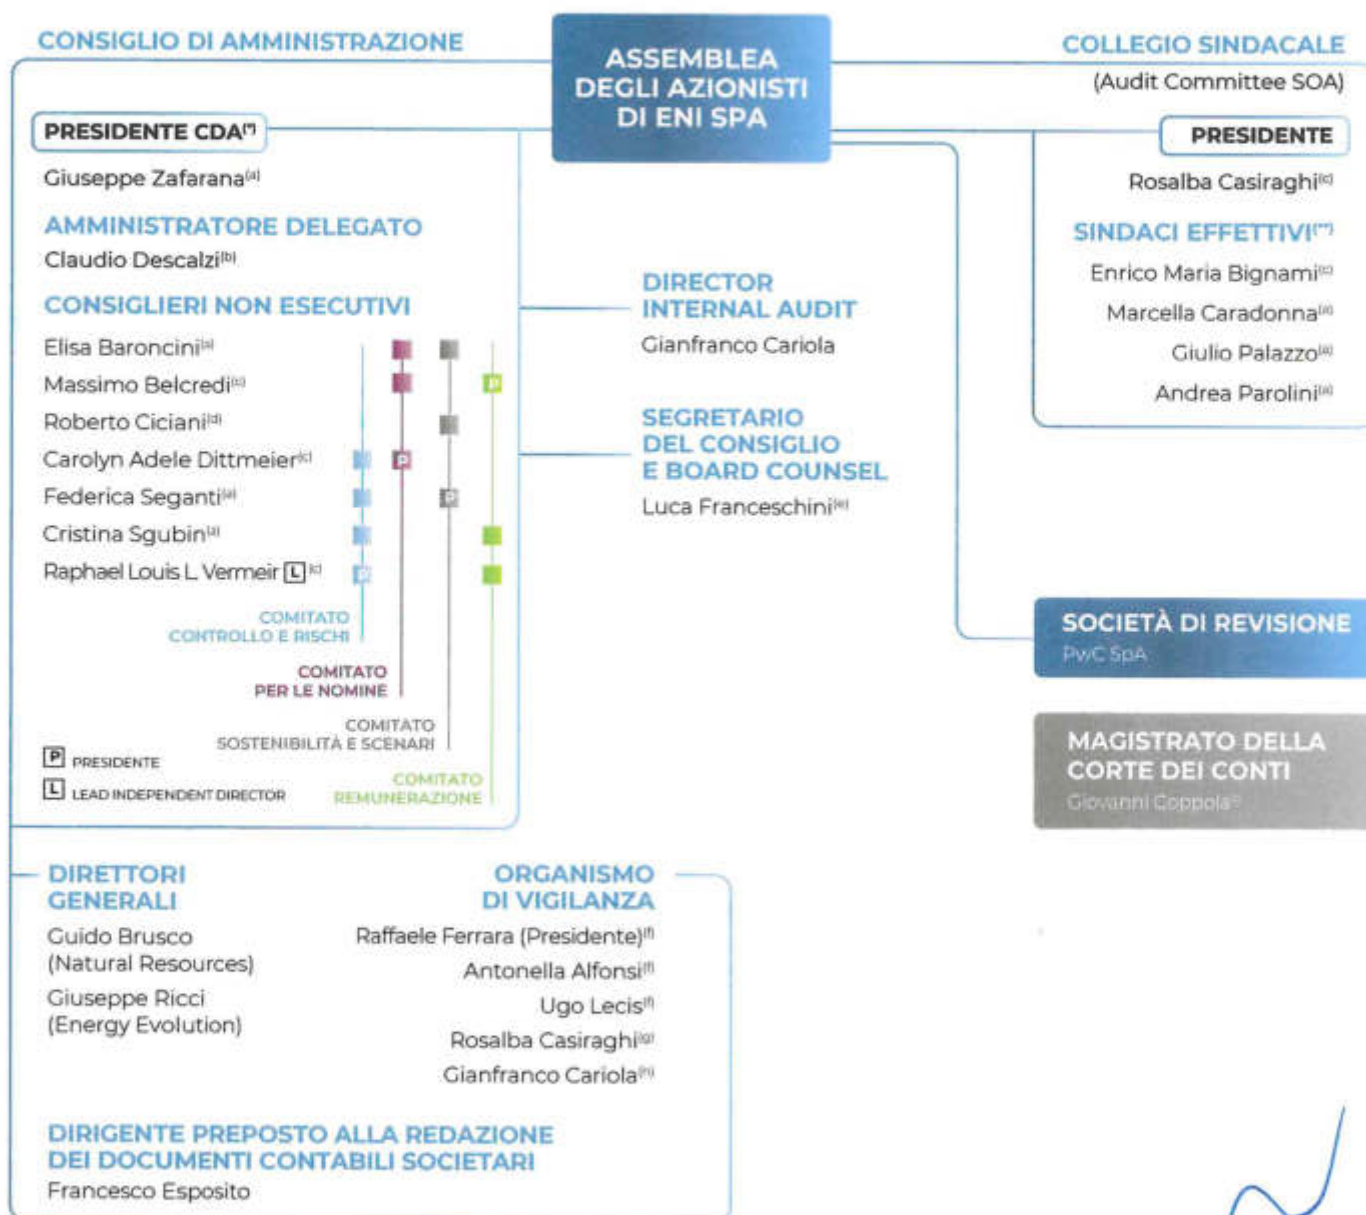 CONSIGLIO DI AMMINISTRAZIONE
ASSEMBLEA
DEGLI AZIONISTI
DI ENI SPA
COLLEGIO SINDACALE
(Audit Committee SOA)
PRESIDENTE CDA(*)
Giuseppe Zafarana(a)
AMMINISTRATORE DELEGATO
Claudio Descalzi(b)
CONSIGLIERI NON ESECUTIVI
Elisa Baroncini(a)
Massimo Belcredi(c)
P
Roberto Ciciani(d)
Carolyn Adele Dittmeier(c)
P
Federica Seganti(a)
P
Cristina Sgubin(a)
Raphael Louis L. Vermeir L (c)
P
COMITATO
CONTROLLO E RISCHI
COMITATO
PER LE NOMINE
COMITATO
SOSTENIBILITÀ E SCENARI
COMITATO
REMUNERAZIONE
P PRESIDENTE
L LEAD INDEPENDENT DIRECTOR
DIRECTOR
INTERNAL AUDIT
Gianfranco Cariola
SEGRETARIO
DEL CONSIGLIO
E BOARD COUNSEL
Luca Franceschini(e)
PRESIDENTE
Rosalba Casiraghi(c)
SINDACI EFFETTIVI(**)
Enrico Maria Bignami(c)
Marcella Caradonna(a)
Giulio Palazzo(a)
Andrea Parolini(a)
SOCIETÀ DI REVISIONE
PwC SpA
MAGISTRATO DELLA
CORTE DEI CONTI
Giovanni Coppola
DIRETTORI
GENERALI
Guido Brusco
(Natural Resources)
Giuseppe Ricci
(Energy Evolution)
ORGANISMO
DI VIGILANZA
Raffaele Ferrara (Presidente)(f)
Antonella Alfonsi(f)
Ugo Lecis(f)
Rosalba Casiraghi(g)
Gianfranco Cariola(h)
DIRIGENTE PREPOSTO ALLA REDAZIONE
DEI DOCUMENTI CONTABILI SOCIETARI
Francesco Esposito